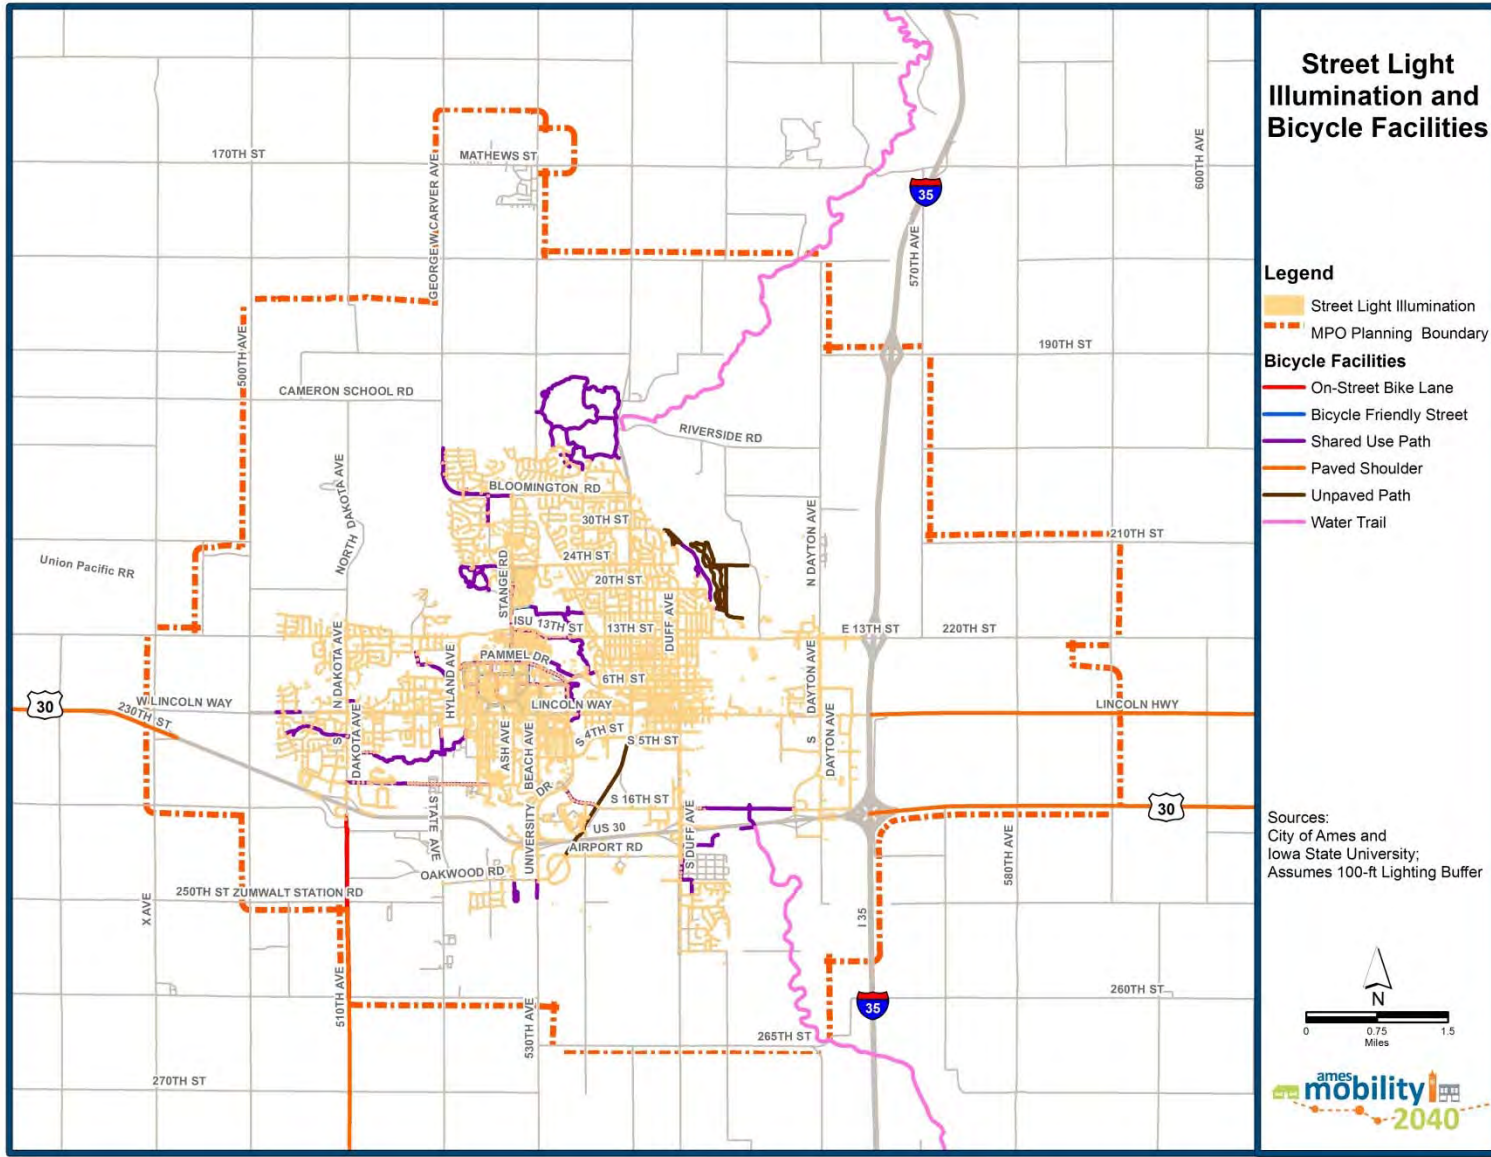 Street Light
Illumination and
Bicycle Facilities
Legend
Street Light Illumination
MPO Planning Boundary
Bicycle Facilities
On-Street Bike Lane
Bicycle Friendly Street
Shared Use Path
Paved Shoulder
Unpaved Path
Water Trail
Sources:
City of Ames and
Iowa State University;
Assumes 100-ft Lighting Buffer
N
0 0.75 1.5
Miles
ames
mobility
2040
170TH ST
MATHEWS ST
GEORGE W CARVER AVE
600TH AVE
35
570TH AVE
500TH AVE
190TH ST
CAMERON SCHOOL RD
RIVERSIDE RD
NORTH DAKOTA AVE
BLOOMINGTON RD
30TH ST
N DAYTON AVE
210TH ST
Union Pacific RR
24TH ST
STANGE RD
20TH ST
DUFF AVE
ISU 13TH ST
13TH ST
E 13TH ST
220TH ST
N DAKOTA AVE
HYLAND AVE
PAMMEL DR
6TH ST
S DAYTON AVE
30
W LINCOLN WAY
230TH ST
LINCOLN WAY
LINCOLN HWY
S DAKOTA AVE
ASH AVE
BEACH AVE
S 4TH ST
S 5TH ST
DAYTON AVE
STATE AVE
UNIVERSITY DR
S 16TH ST
30
US 30
S DUFF AVE
AIRPORT RD
580TH AVE
OAKWOOD RD
250TH ST ZUMWALT STATION RD
X AVE
I 35
510TH AVE
530TH AVE
260TH ST
35
265TH ST
270TH ST